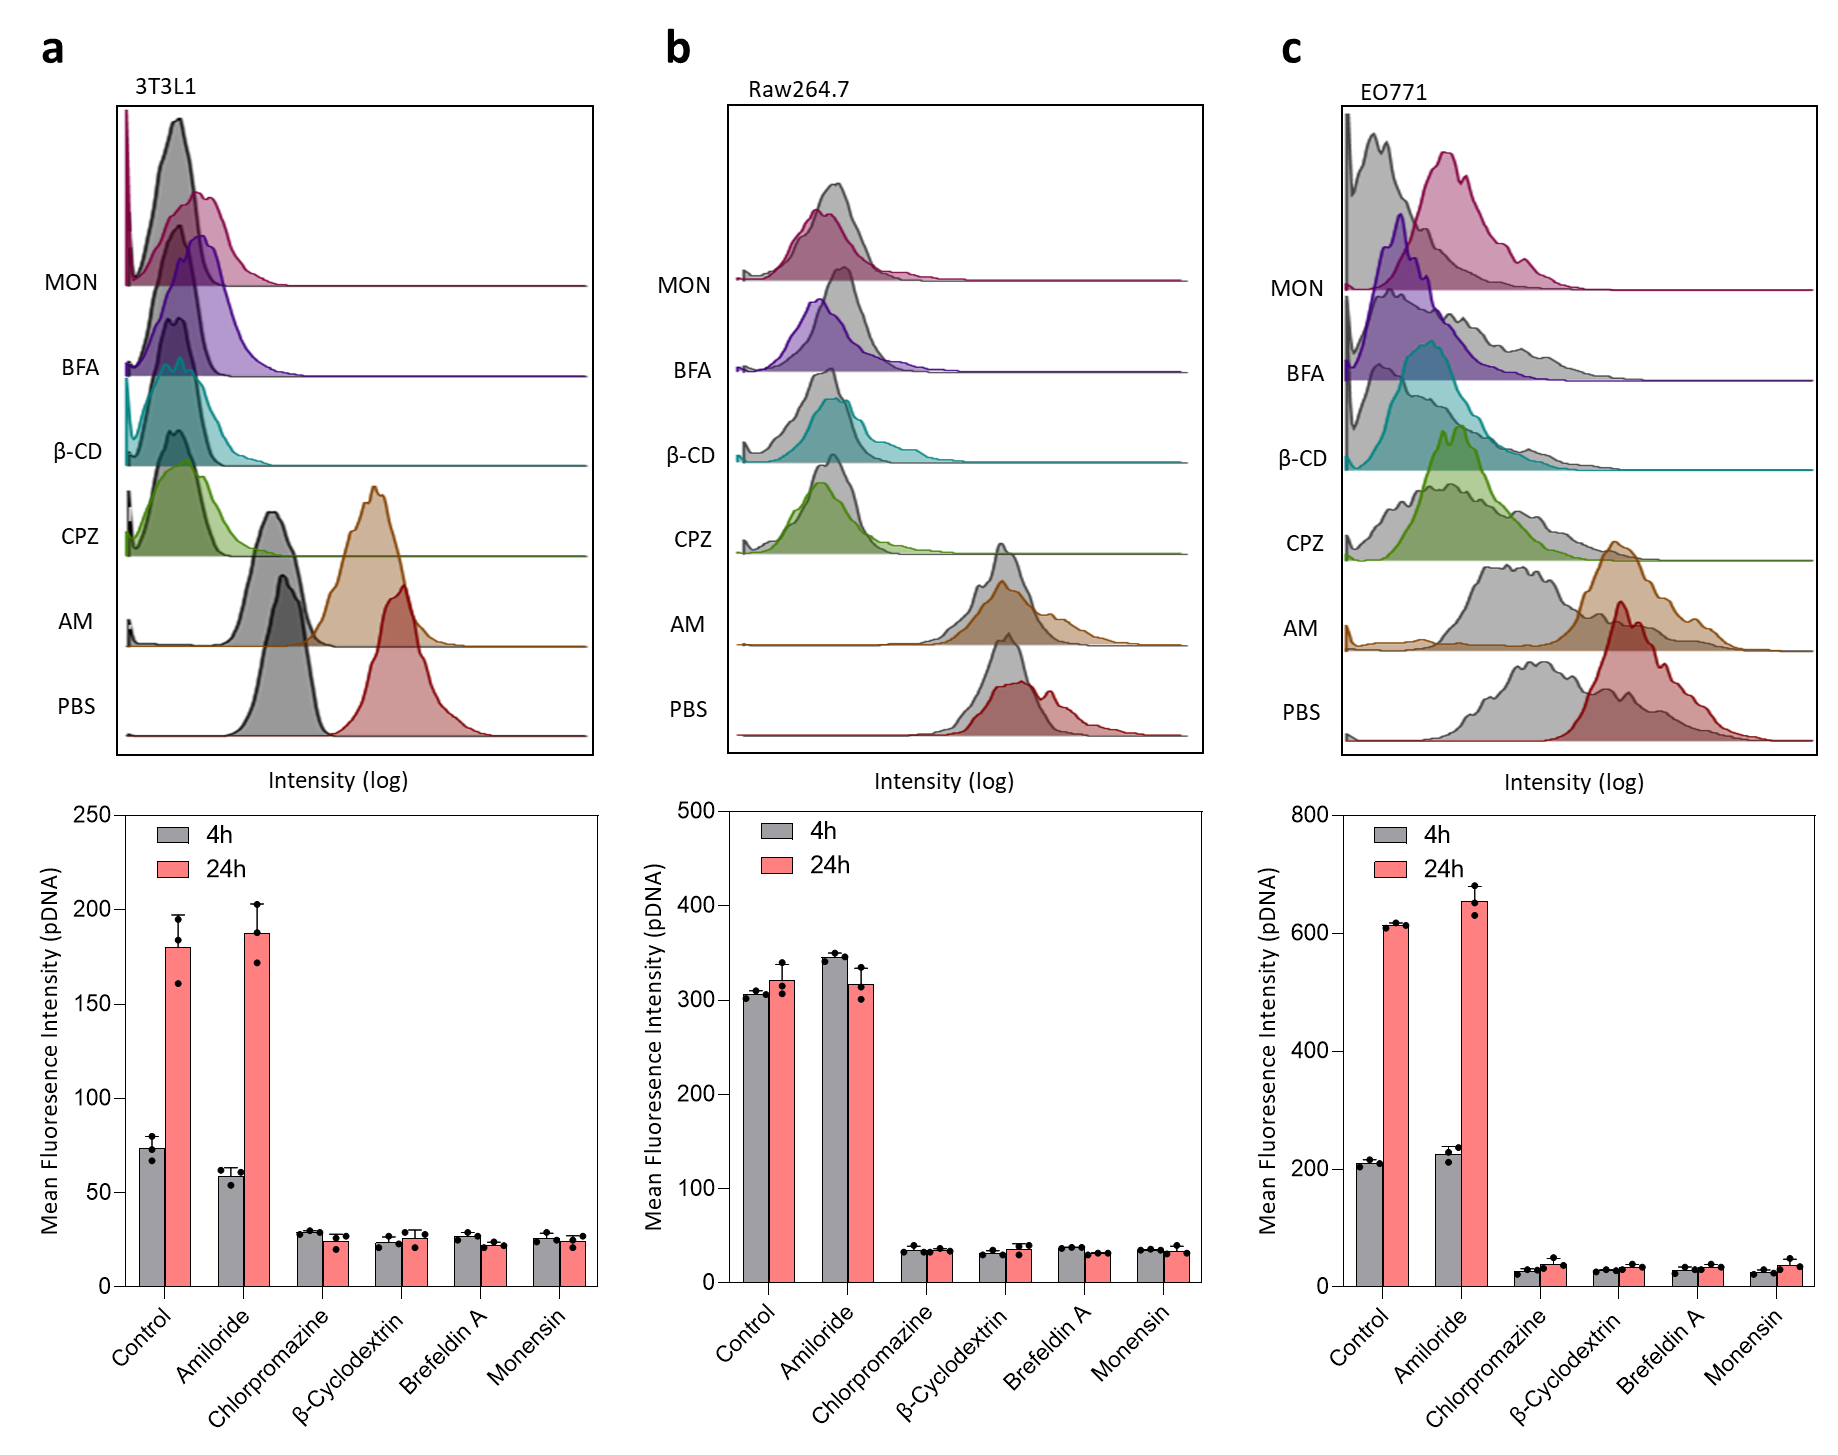 a
3T3L1
MON
BFA
β-CD
CPZ
AM
PBS
Intensity (log)
250
200
150
100
50
0
Mean Fluoresence Intensity (pDNA)
4h
24h
Control
Amiloride
Chlorpromazine
β-Cyclodextrin
Brefeldin A
Monensin
b
Raw264.7
MON
BFA
β-CD
CPZ
AM
PBS
Intensity (log)
500
400
300
200
100
0
Mean Fluoresence Intensity (pDNA)
4h
24h
Control
Amiloride
Chlorpromazine
β-Cyclodextrin
Brefeldin A
Monensin
c
EO771
MON
BFA
β-CD
CPZ
AM
PBS
Intensity (log)
800
600
400
200
0
Mean Fluoresence Intensity (pDNA)
4h
24h
Control
Amiloride
Chlorpromazine
β-Cyclodextrin
Brefeldin A
Monensin